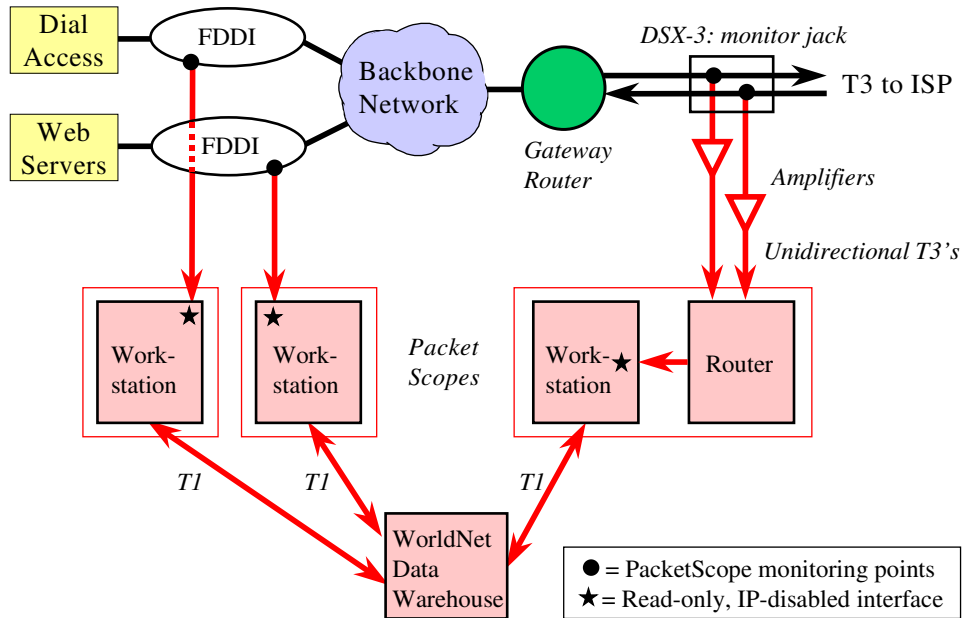 Dial
Access
FDDI
DSX-3: monitor jack
Backbone
Network
T3 to ISP
Web
Servers
FDDI
Gateway
Router
Amplifiers
Unidirectional T3's
Work-
station
Work-
station
Packet
Scopes
Work-
station
Router
T1
T1
T1
WorldNet
Data
Warehouse
= PacketScope monitoring points
= Read-only, IP-disabled interface